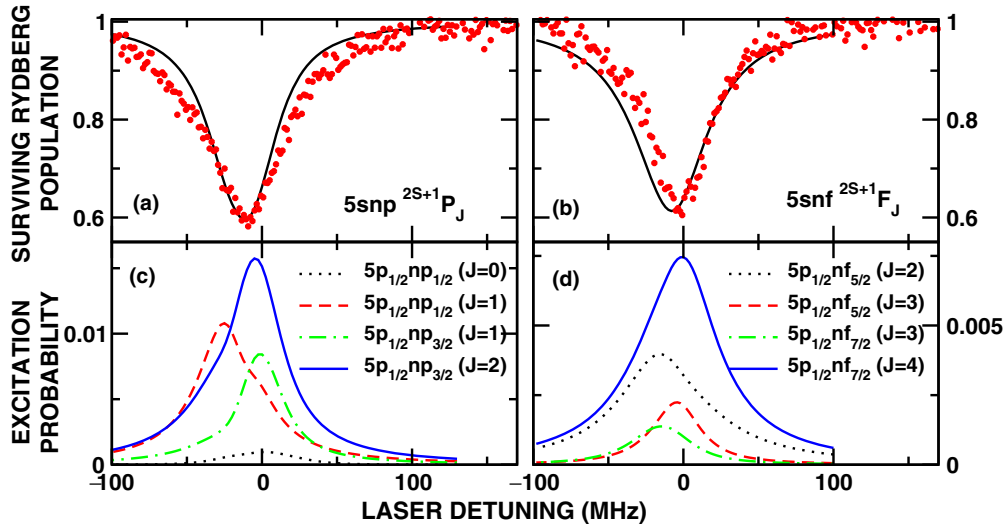 1
0.8
0.6
SURVIVING RYDBERG
POPULATION
(a)
5snp ²ˢ⁺¹P_J
1
0.8
0.6
(b)
5snf ²ˢ⁺¹F_J
0.01
0
EXCITATION
PROBABILITY
(c)
5p₁/₂np₁/₂ (J=0)
5p₁/₂np₁/₂ (J=1)
5p₁/₂np₃/₂ (J=1)
5p₁/₂np₃/₂ (J=2)
(d)
5p₁/₂nf₅/₂ (J=2)
5p₁/₂nf₅/₂ (J=3)
5p₁/₂nf₇/₂ (J=3)
5p₁/₂nf₇/₂ (J=4)
0.005
0
−100 0 100
−100 0 100
LASER DETUNING (MHz)